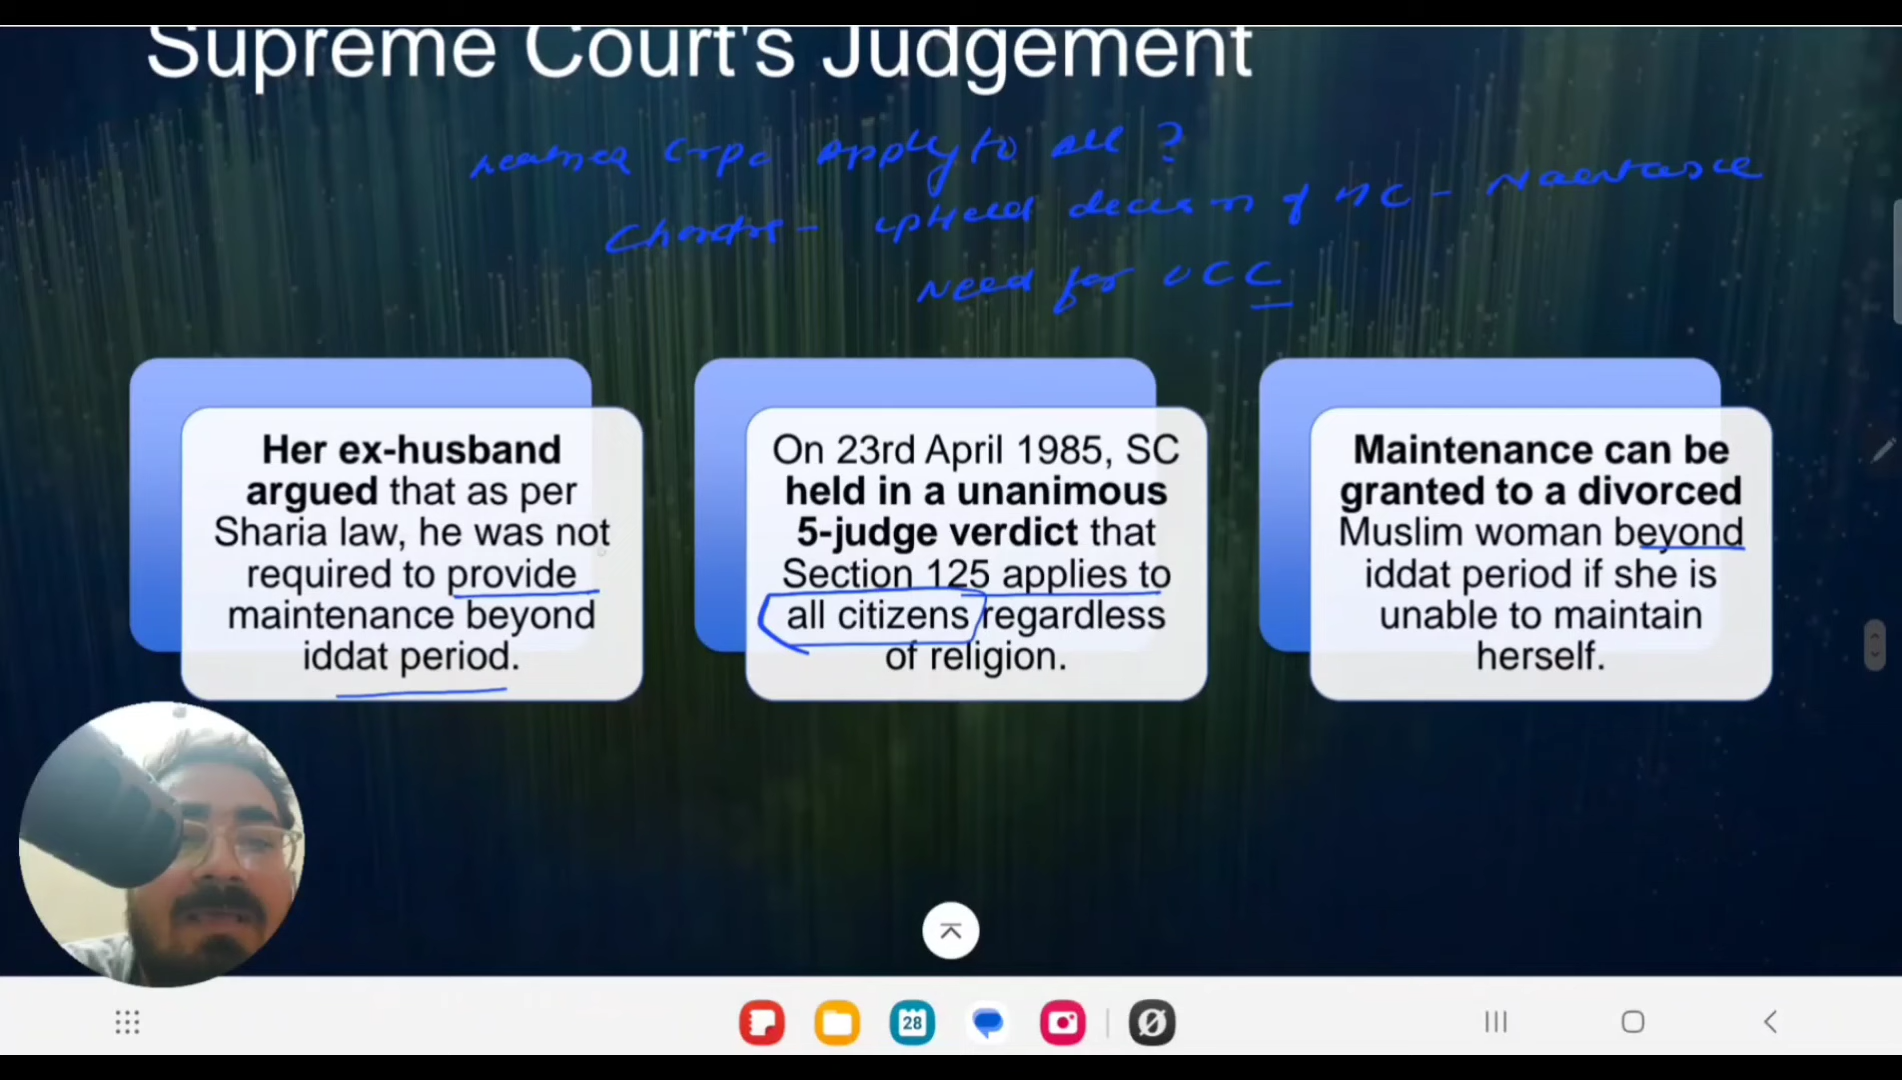 Supreme Court's Judgement
CrPC Apply to all ?
upheld decision of HC -
Need for UCC
Her ex-husband
argued that as per
Sharia law, he was not
required to provide
maintenance beyond
iddat period.
On 23rd April 1985, SC
held in a unanimous
5-judge verdict that
Section 125 applies to
all citizens regardless
of religion.
Maintenance can be
granted to a divorced
Muslim woman beyond
iddat period if she is
unable to maintain
herself.
28